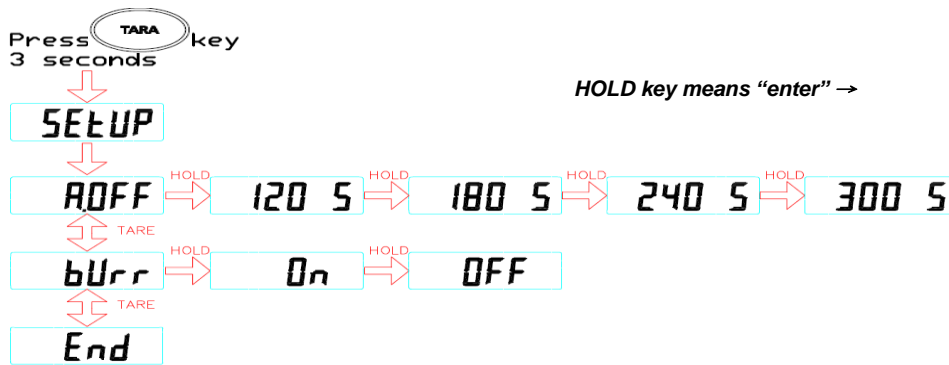 TARA
Press key
3 seconds
HOLD key means “enter” →
SEtUP
A.OFF HOLD 120 S HOLD 180 S HOLD 240 S HOLD 300 S
TARE
bUrr HOLD On HOLD OFF
TARE
End